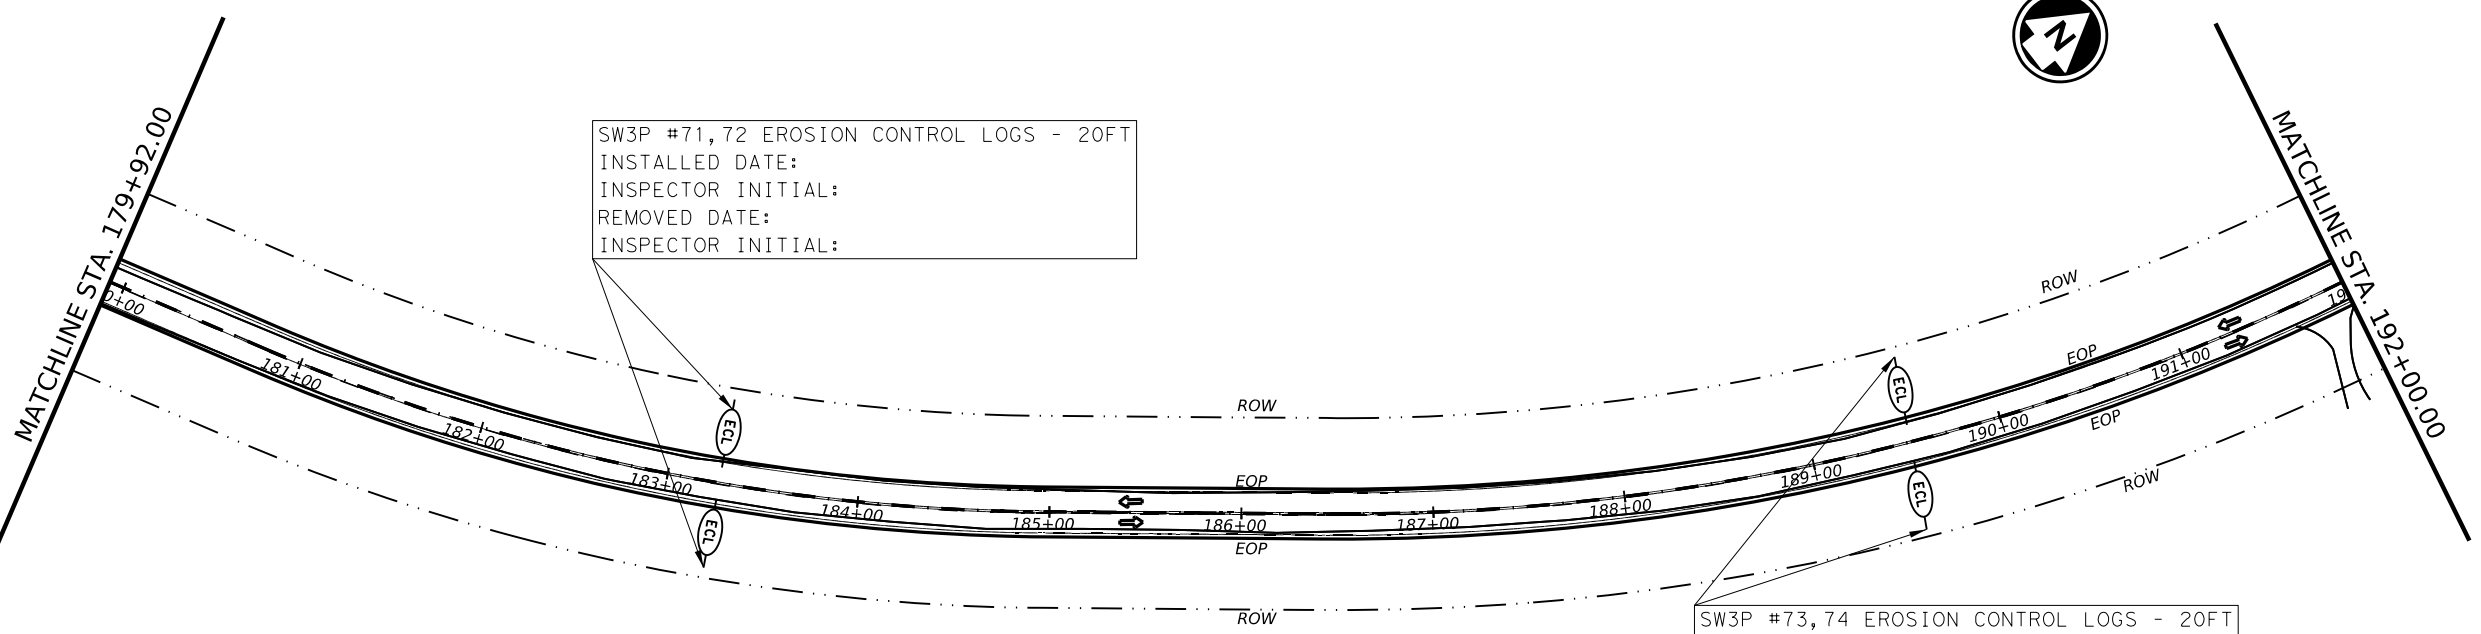 N
MATCHLINE STA. 179+92.00
SW3P #71,72 EROSION CONTROL LOGS - 20FT
INSTALLED DATE:
INSPECTOR INITIAL:
REMOVED DATE:
INSPECTOR INITIAL:
MATCHLINE STA. 192+00.00
ROW
ROW
EOP
EOP
ECL
ECL
0+00
181+00
182+00
183+00
184+00
185+00
186+00
187+00
188+00
189+00
190+00
191+00
19
EOP
EOP
ECL
ECL
ROW
ROW
SW3P #73,74 EROSION CONTROL LOGS - 20FT